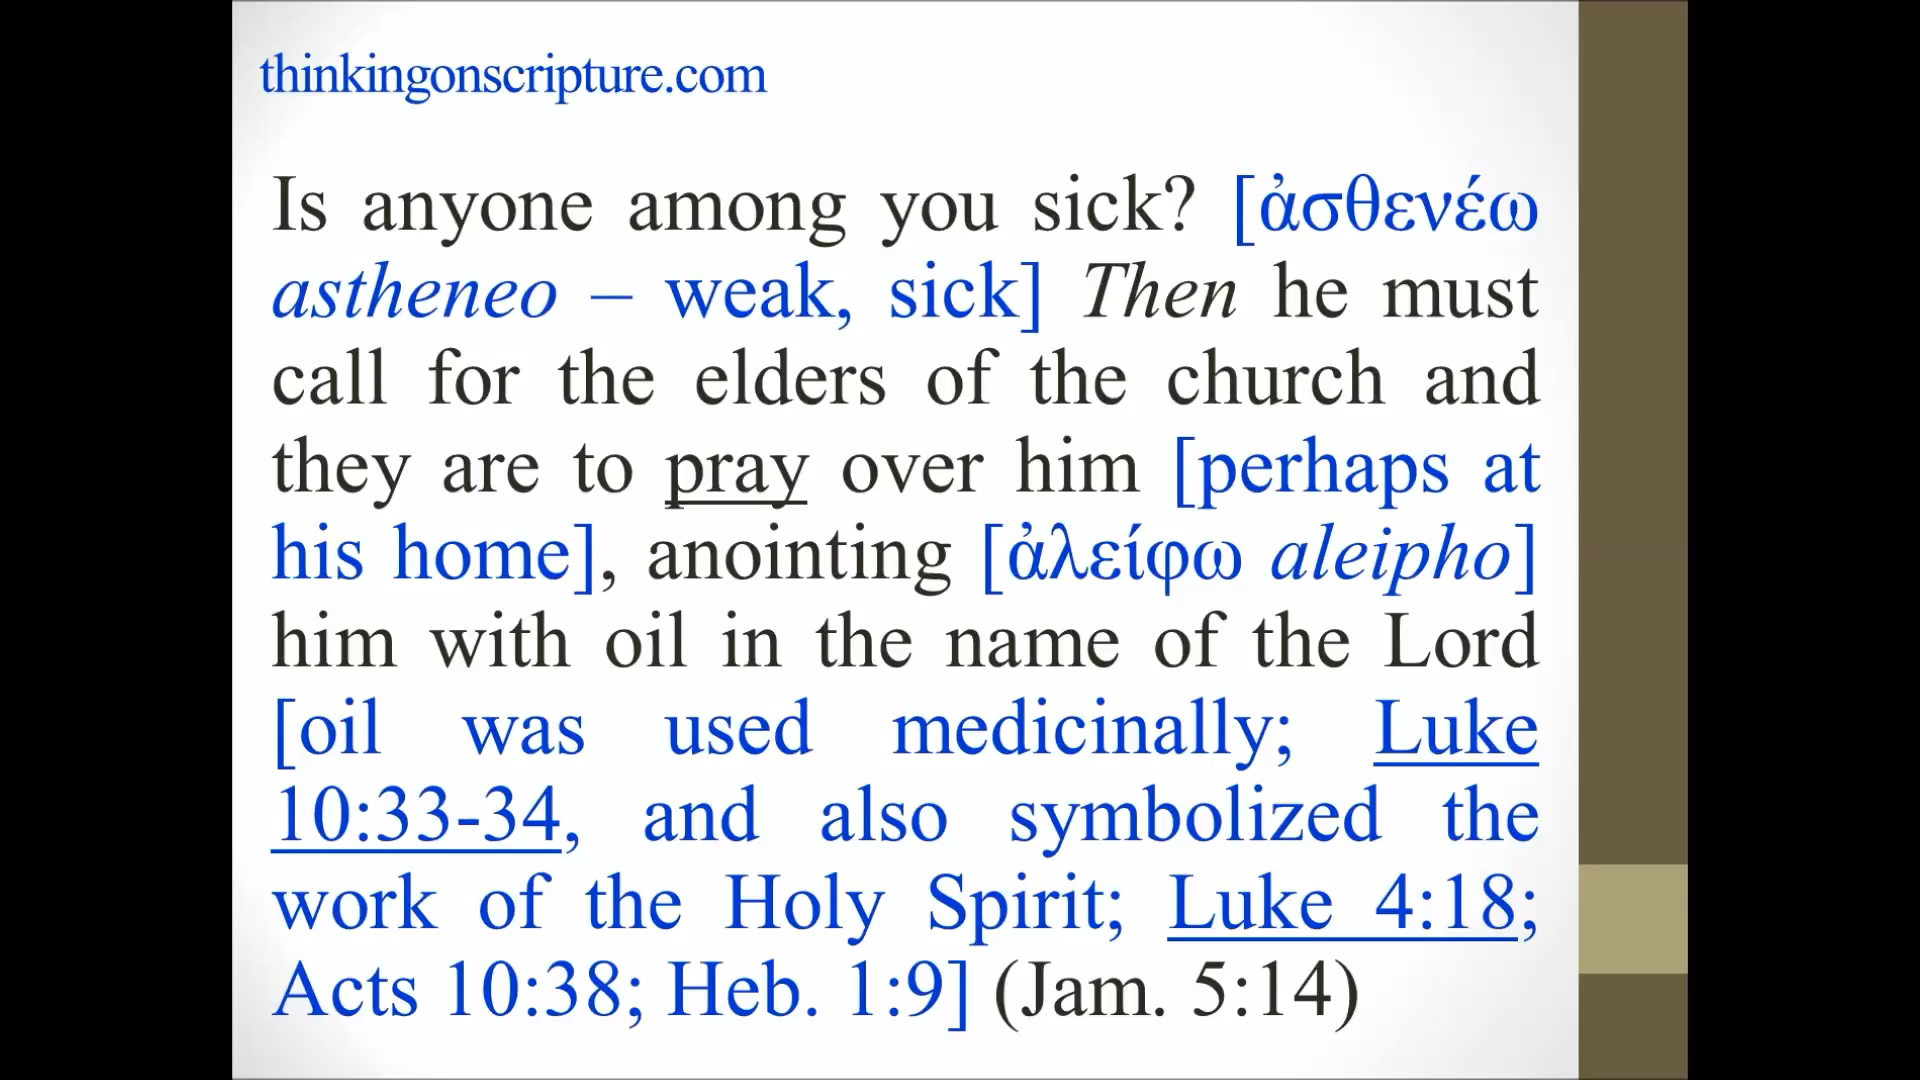 thinkingonscripture.com
Is anyone among you sick? [ἀσθενέω
astheneo – weak, sick] Then he must
call for the elders of the church and
they are to pray over him [perhaps at
his home], anointing [ἀλείφω aleipho]
him with oil in the name of the Lord
[oil was used medicinally; Luke
10:33-34, and also symbolized the
work of the Holy Spirit; Luke 4:18;
Acts 10:38; Heb. 1:9] (Jam. 5:14)